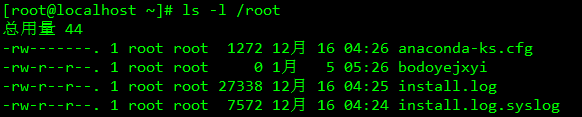 [root@localhost ~]# ls -l /root
总用量 44
-rw-------. 1 root root  1272 12月 16 04:26 anaconda-ks.cfg
-rw-r--r--. 1 root root     0 1月   5 05:26 bodoyejxyi
-rw-r--r--. 1 root root 27338 12月 16 04:25 install.log
-rw-r--r--. 1 root root  7572 12月 16 04:24 install.log.syslog